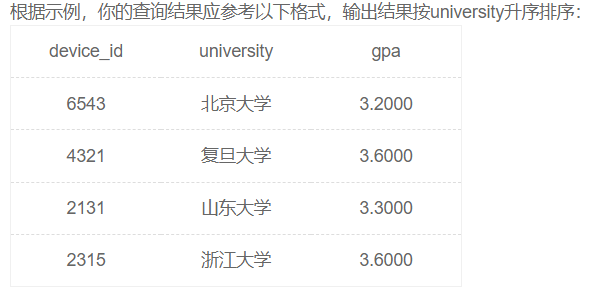 根据示例，你的查询结果应参考以下格式，输出结果按university升序排序：
device_id university gpa
6543 北京大学 3.2000
4321 复旦大学 3.6000
2131 山东大学 3.3000
2315 浙江大学 3.6000